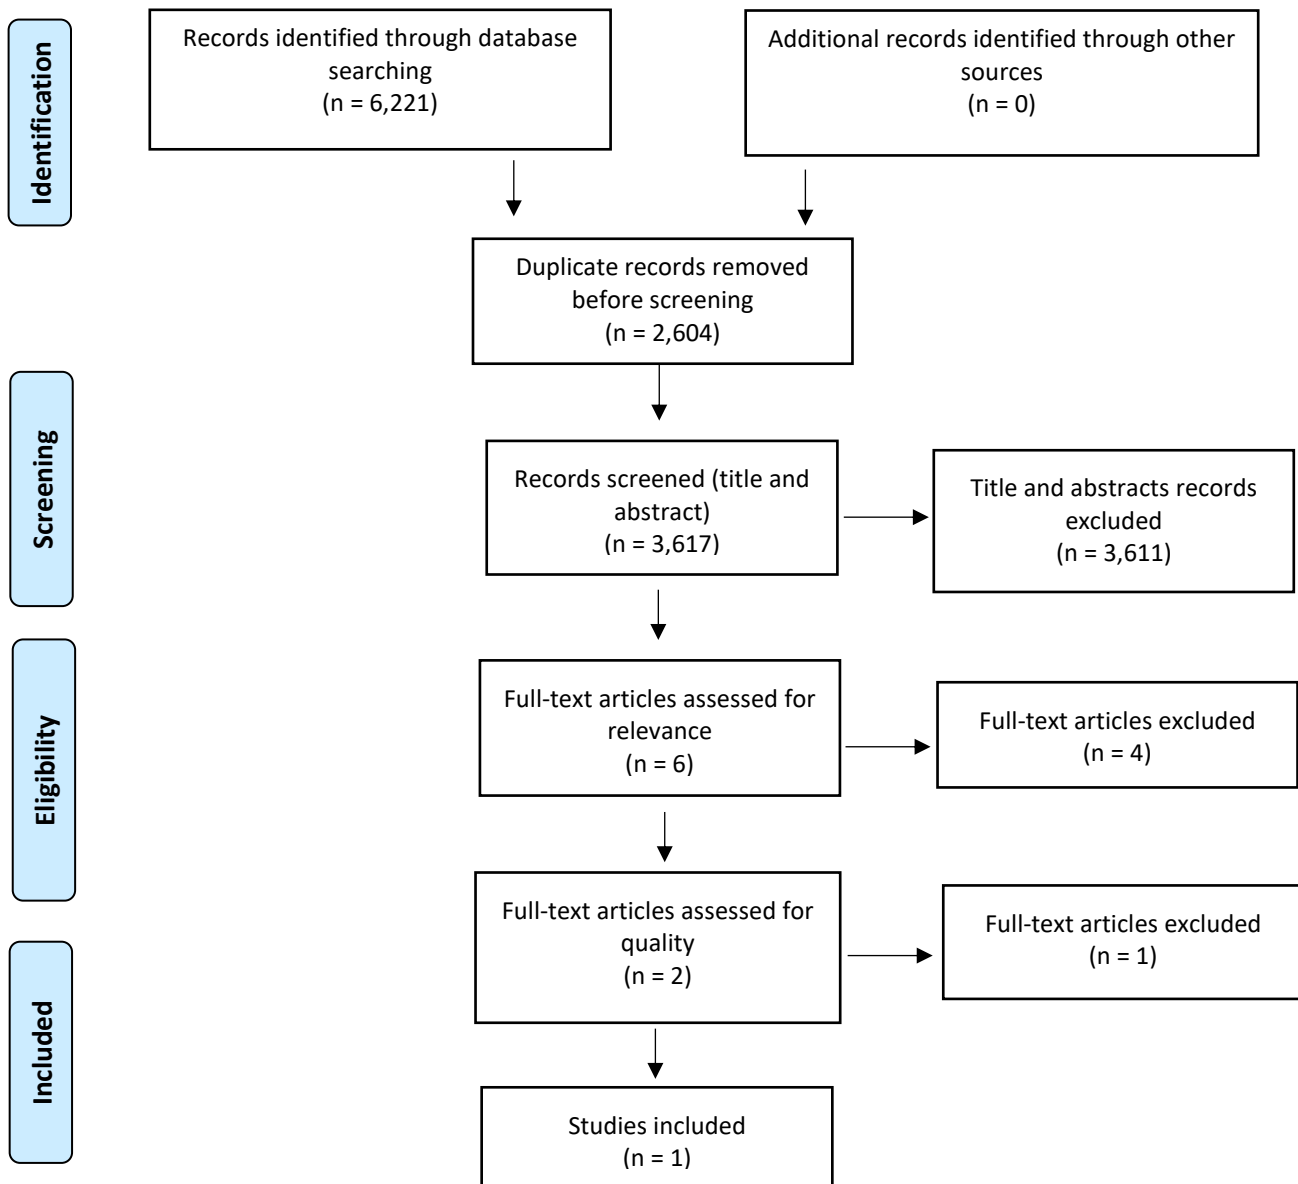 Identification
Records identified through database
searching
(n = 6,221)
Additional records identified through other
sources
(n = 0)
Duplicate records removed
before screening
(n = 2,604)
Screening
Records screened (title and
abstract)
(n = 3,617)
Title and abstracts records
excluded
(n = 3,611)
Eligibility
Full-text articles assessed for
relevance
(n = 6)
Full-text articles excluded
(n = 4)
Full-text articles assessed for
quality
(n = 2)
Full-text articles excluded
(n = 1)
Included
Studies included
(n = 1)